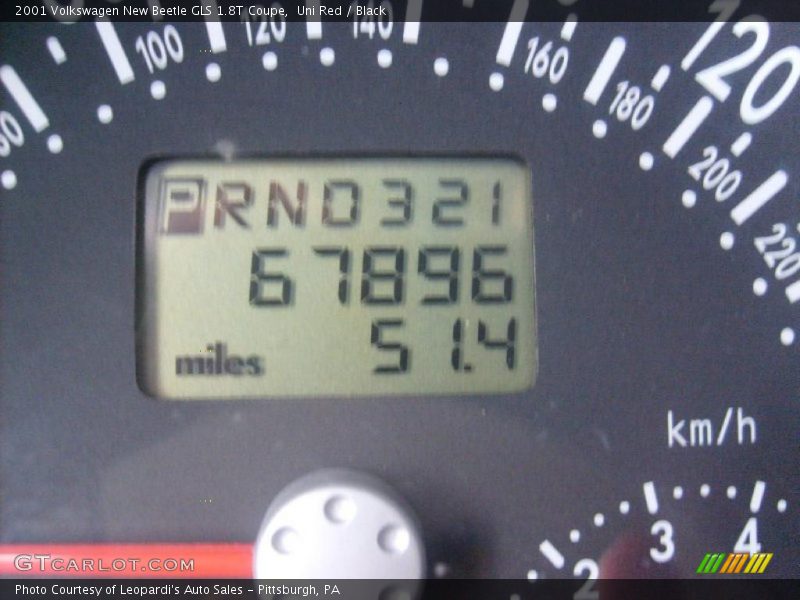 2001 Volkswagen New Beetle GLS 1.8T Coupe, Uni Red / Black
100 120 140 160 180 200 220
120
PRND321
67896
miles 51.4
km/h
2 3 4
GTCARLOT.COM
Photo Courtesy of Leopardi's Auto Sales - Pittsburgh, PA